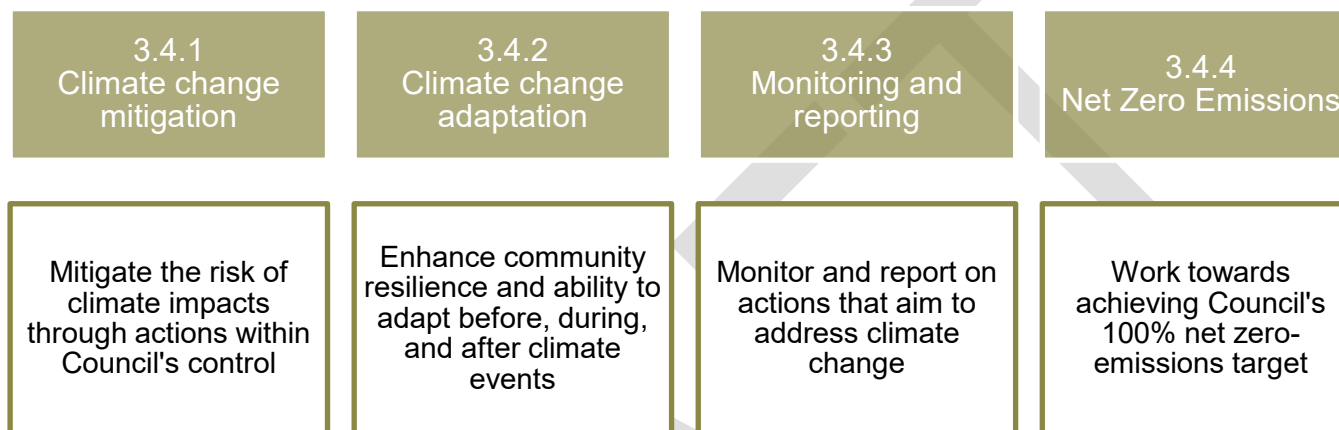 3.4.1
Climate change
mitigation
3.4.2
Climate change
adaptation
3.4.3
Monitoring and
reporting
3.4.4
Net Zero Emissions
Mitigate the risk of
climate impacts
through actions within
Council's control
Enhance community
resilience and ability to
adapt before, during,
and after climate
events
Monitor and report on
actions that aim to
address climate
change
Work towards
achieving Council's
100% net zero-
emissions target